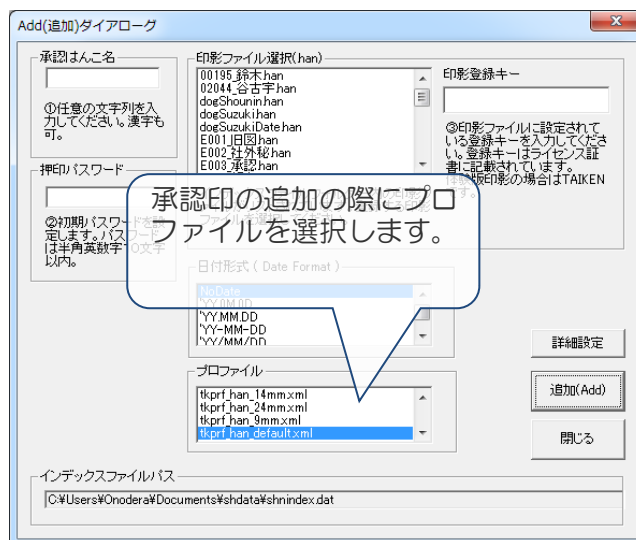 Add(追加)ダイアローグ
承認はんこ名
①任意の文字列を入
力してください。漢字も
可。
押印パスワード
②初期パスワードを設
定します。パスワード
は半角英数字10文字
以内。
印影ファイル選択(han)
00195_鈴木.han
02044_谷古宇.han
dogShounin.han
dogSuzuki.han
dogSuzukiDate.han
E001_旧図.han
E002_社外秘.han
E003_承認.han
印影登録キー
③印影ファイルに設定されて
いる登録キーを入力してくださ
い。登録キーはライセンス証
書に記載されています。
体験版印影の場合はTAIKEN
です。
承認印の追加の際にプロ
ファイルを選択します。
日付形式 ( Date Format )
NoDate
'YY.0M.0D
'YY.MM.DD
'YY-MM-DD
'YY/MM/DD
プロファイル
tkprf_han_14mm.xml
tkprf_han_24mm.xml
tkprf_han_9mm.xml
tkprf_han_default.xml
詳細設定
追加(Add)
閉じる
インデックスファイルパス
C:¥Users¥Onodera¥Documents¥shdata¥shnindex.dat